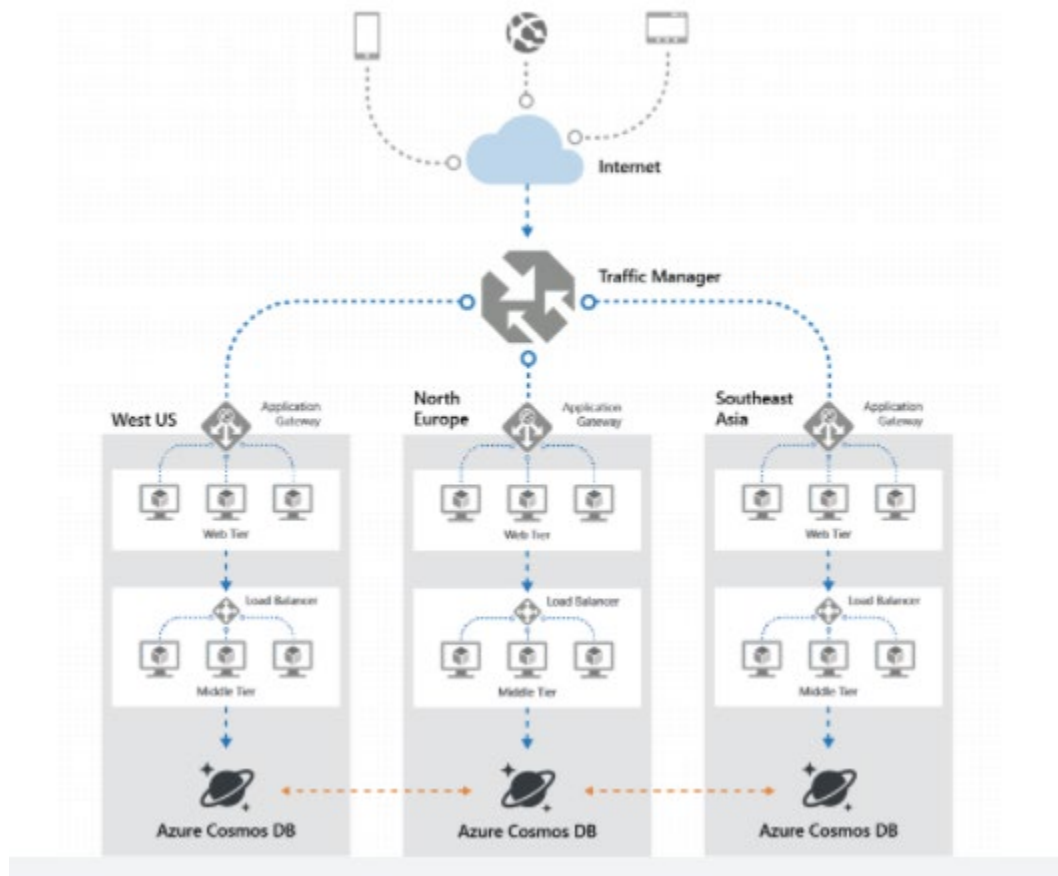 Internet
Traffic Manager
West US
Application
Gateway
North
Europe
Application
Gateway
Southeast
Asia
Application
Gateway
Web Tier
Web Tier
Web Tier
Load Balancer
Load Balancer
Load Balancer
Middle Tier
Middle Tier
Middle Tier
Azure Cosmos DB
Azure Cosmos DB
Azure Cosmos DB